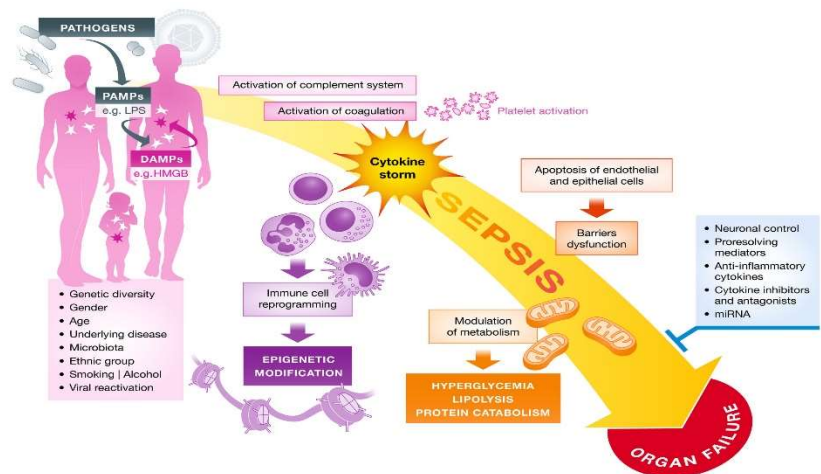 PATHOGENS
PAMPs
e.g. LPS
DAMPs
e.g.HMGB
Activation of complement system
Activation of coagulation
Platelet activation
Cytokine
storm
SEPSIS
Apoptosis of endothelial
and epithelial cells
Barriers
dysfunction
• Neuronal control
• Proresolving
mediators
• Anti-inflammatory
cytokines
• Cytokine inhibitors
and antagonists
• miRNA
Immune cell
reprogramming
EPIGENETIC
MODIFICATION
Modulation
of metabolism
HYPERGLYCEMIA
LIPOLYSIS
PROTEIN CATABOLISM
• Genetic diversity
• Gender
• Age
• Underlying disease
• Microbiota
• Ethnic group
• Smoking | Alcohol
• Viral reactivation
ORGAN FAILURE